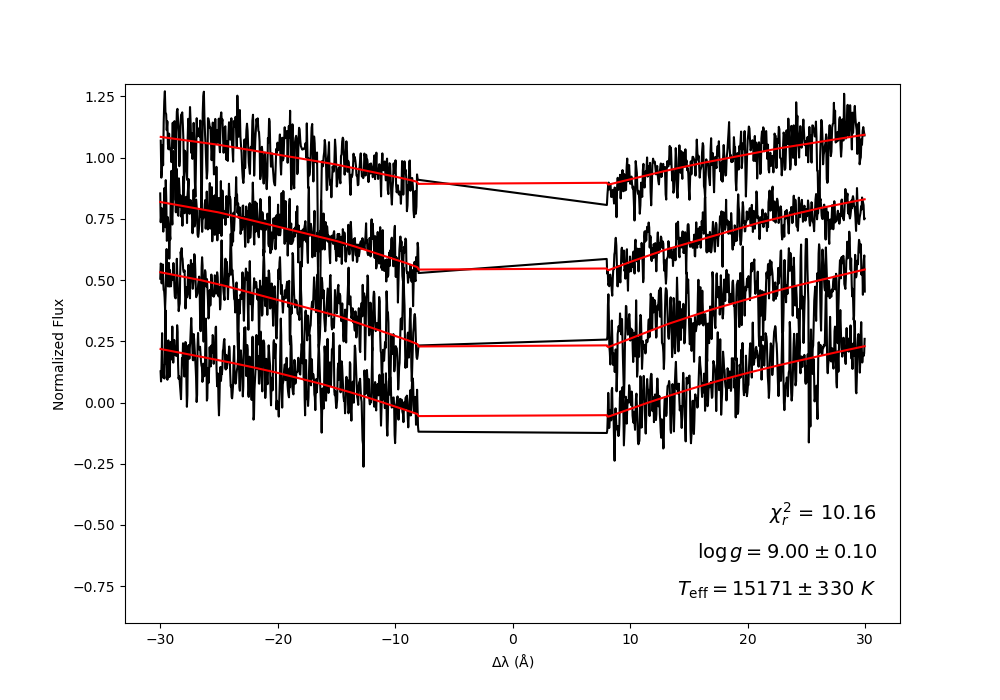 1.25
1.00
0.75
0.50
0.25
0.00
−0.25
−0.50
−0.75
Normalized Flux
χ²ᵣ = 10.16
log g = 9.00 ± 0.10
T_eff = 15171 ± 330 K
−30 −20 −10 0 10 20 30
Δλ (Å)